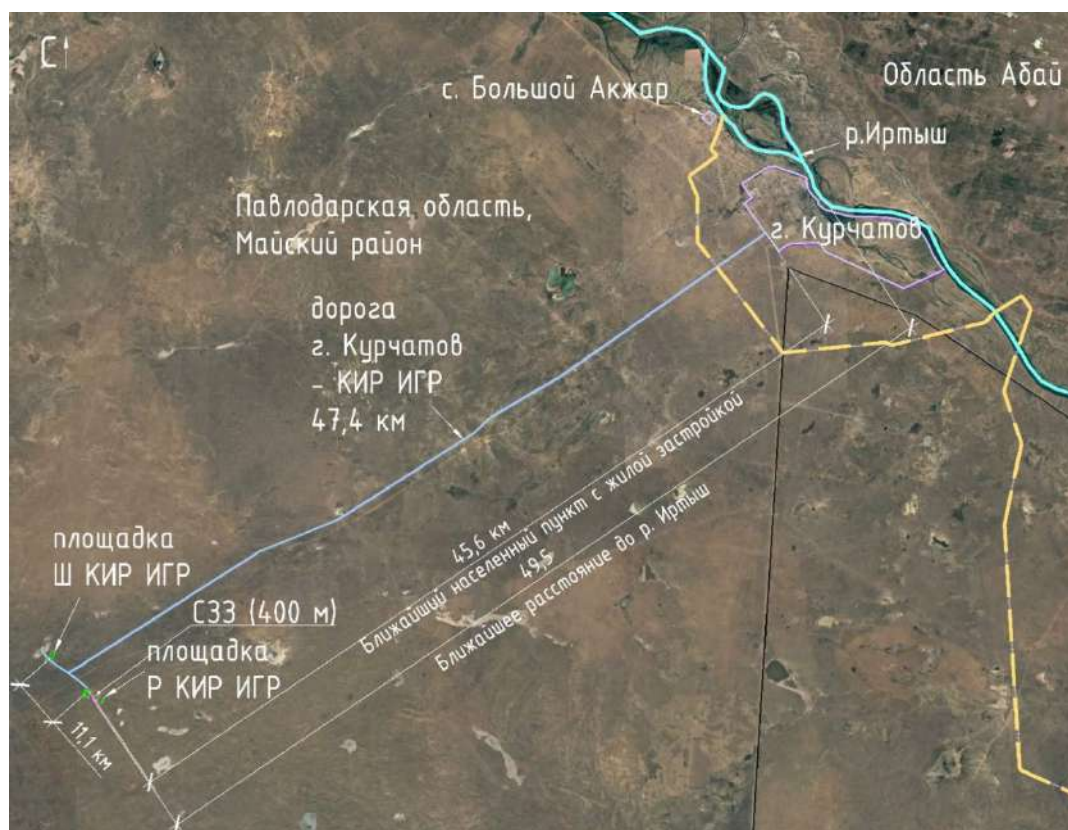 С
Область Абай
с. Большой Акжар
р.Иртыш
Павлодарская область,
Майский район
г. Курчатов
дорога
г. Курчатов
- КИР ИГР
47,4 км
45,6 км
Ближайший населенный пункт с жилой застройкой
49,5
Ближайшее расстояние до р. Иртыш
площадка
Ш КИР ИГР
СЗЗ (400 м)
площадка
Р КИР ИГР
11,1 км